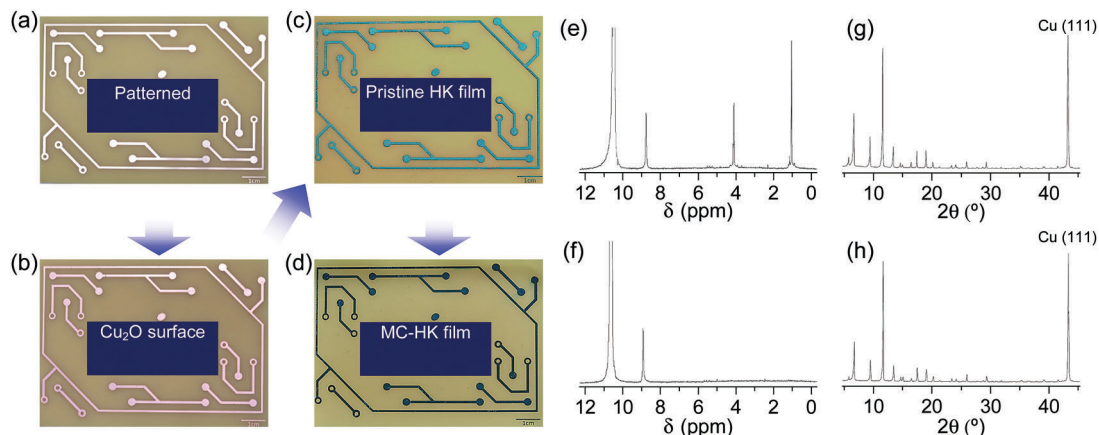 (a)
Patterned
1cm
(c)
Pristine HK film
1cm
(b)
Cu₂O surface
1cm
(d)
MC-HK film
1cm
(e)
12 10 8 6 4 2 0
δ (ppm)
(g)
Cu (111)
10 20 30 40
2θ (º)
(f)
12 10 8 6 4 2 0
δ (ppm)
(h)
Cu (111)
10 20 30 40
2θ (º)